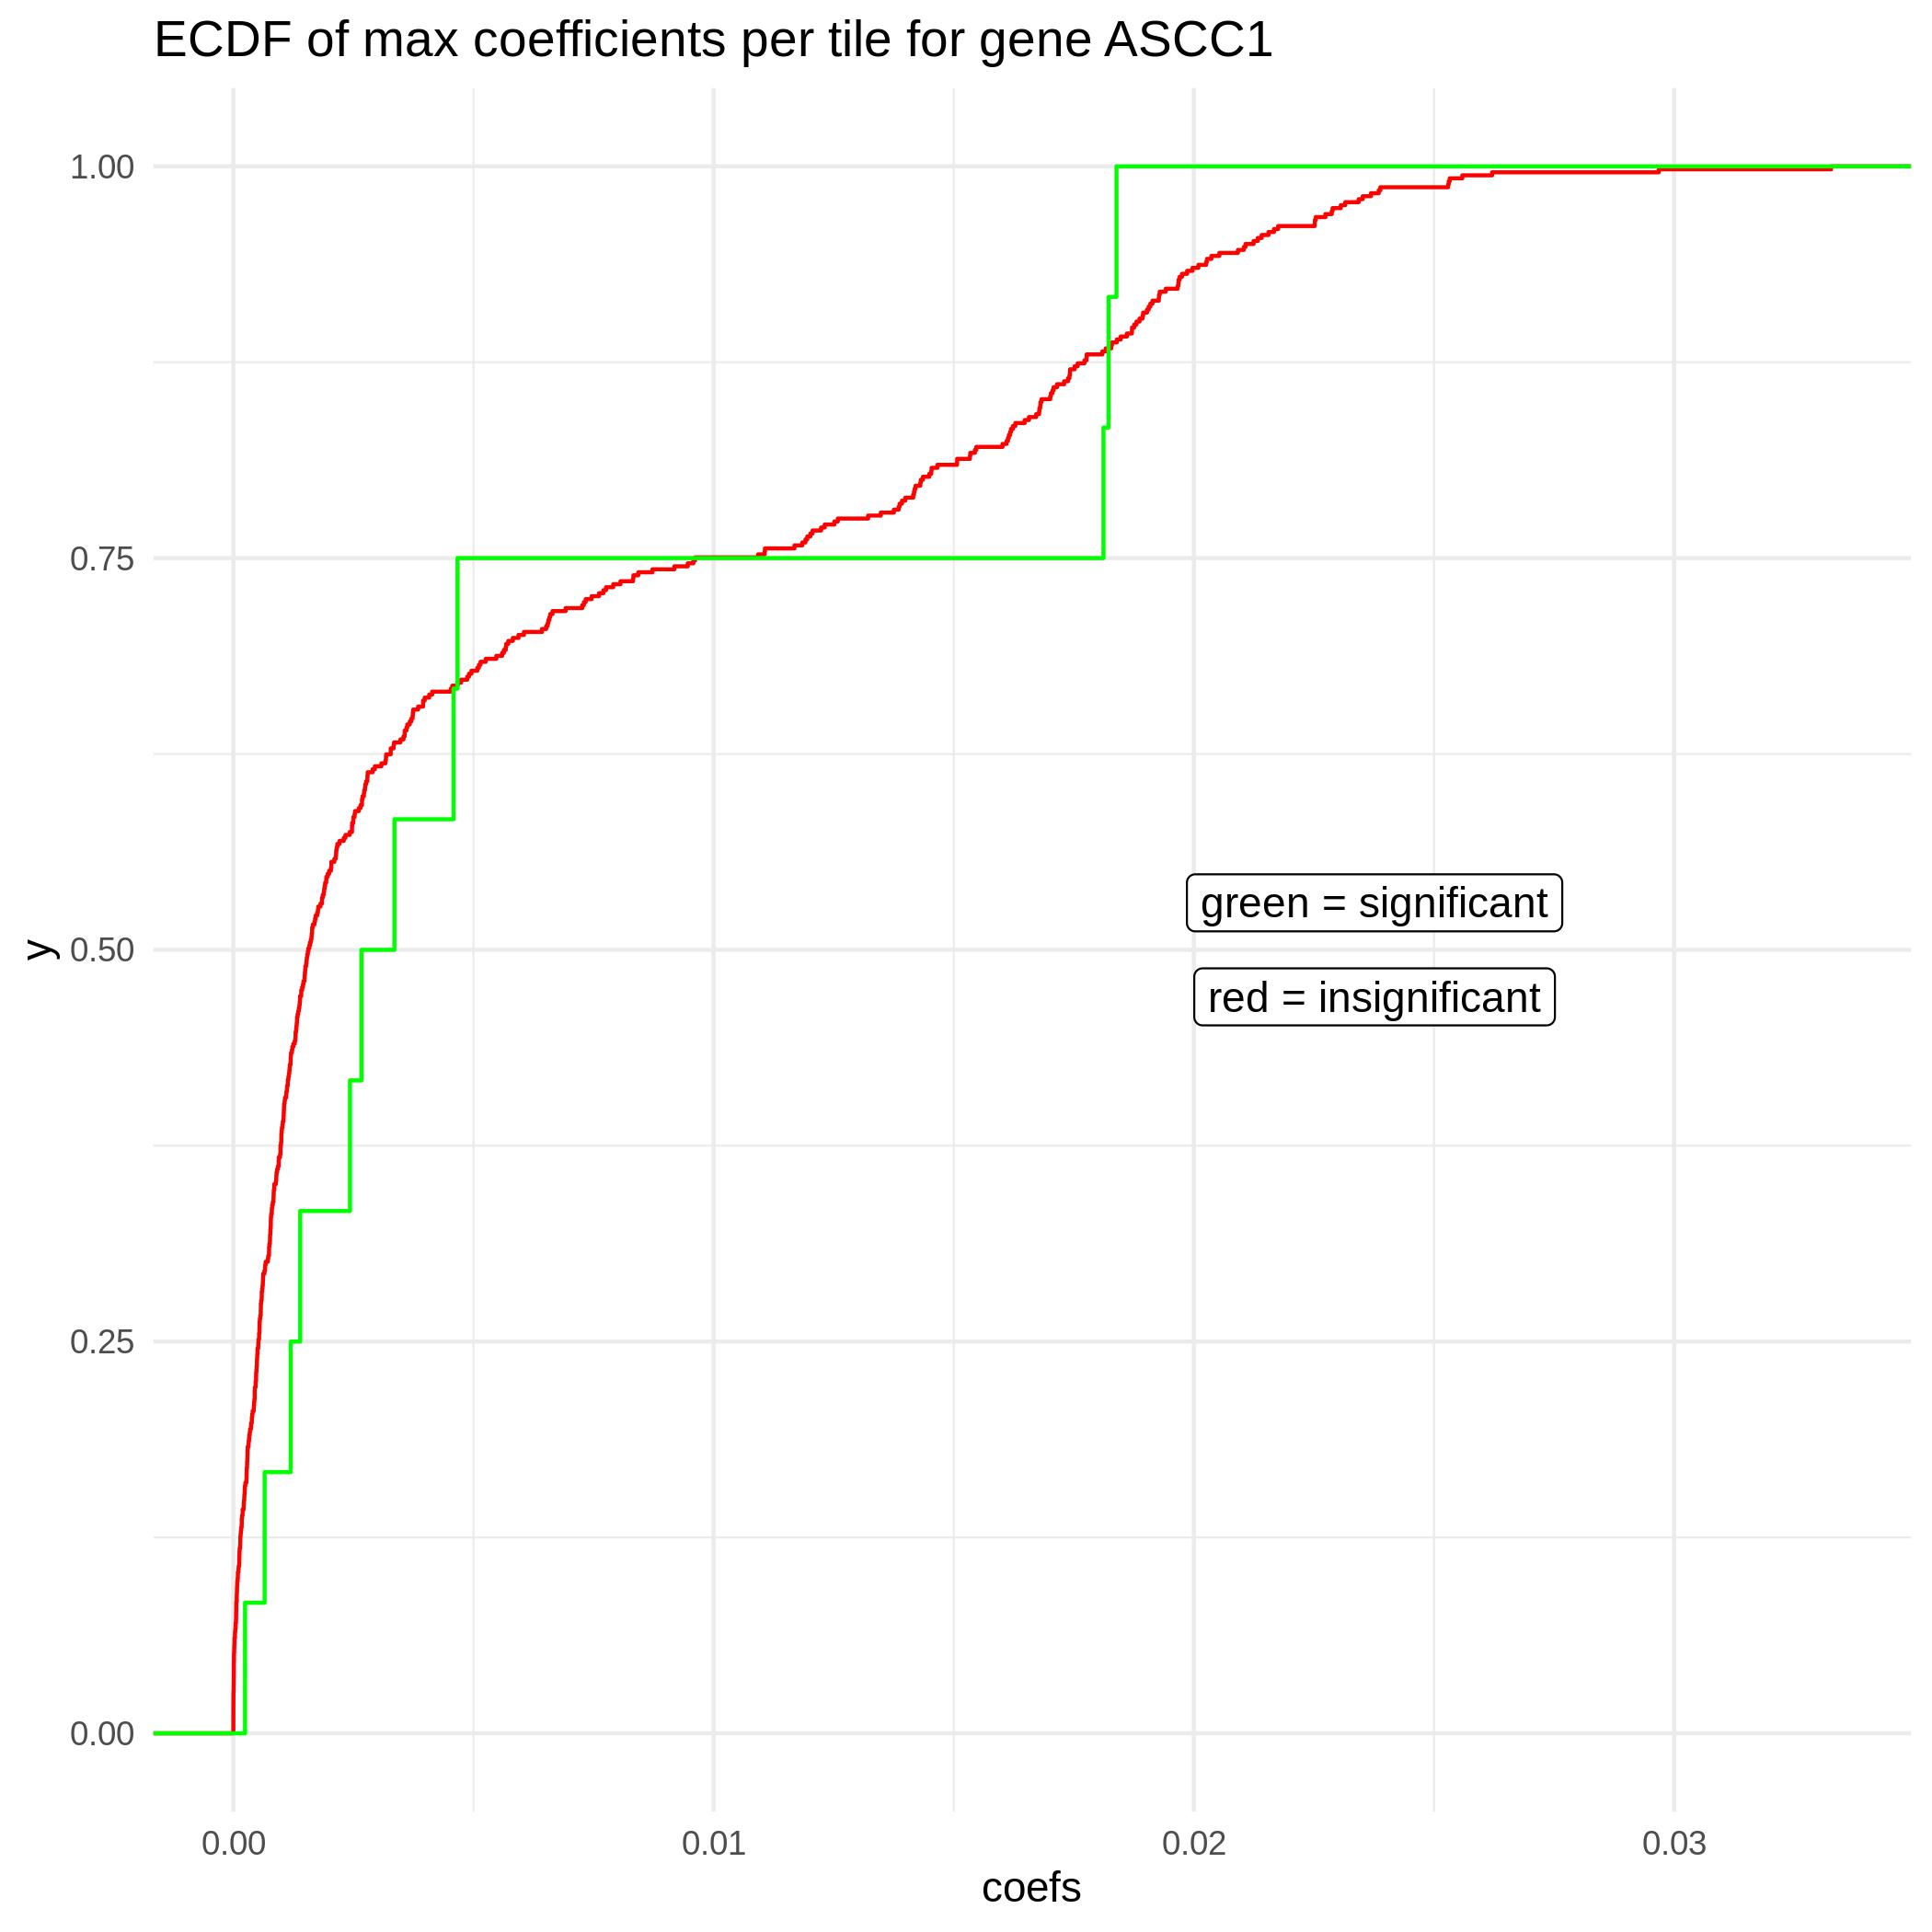 ECDF of max coefficients per tile for gene ASCC1
1.00
0.75
0.50
0.25
0.00
y
green = significant
red = insignificant
0.00 0.01 0.02 0.03
coefs